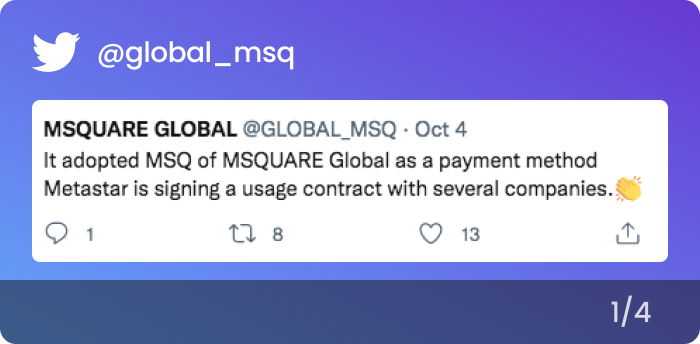 @global_msq
MSQUARE GLOBAL @GLOBAL_MSQ · Oct 4
It adopted MSQ of MSQUARE Global as a payment method
Metastar is signing a usage contract with several companies.👏
1 8 13
1/4